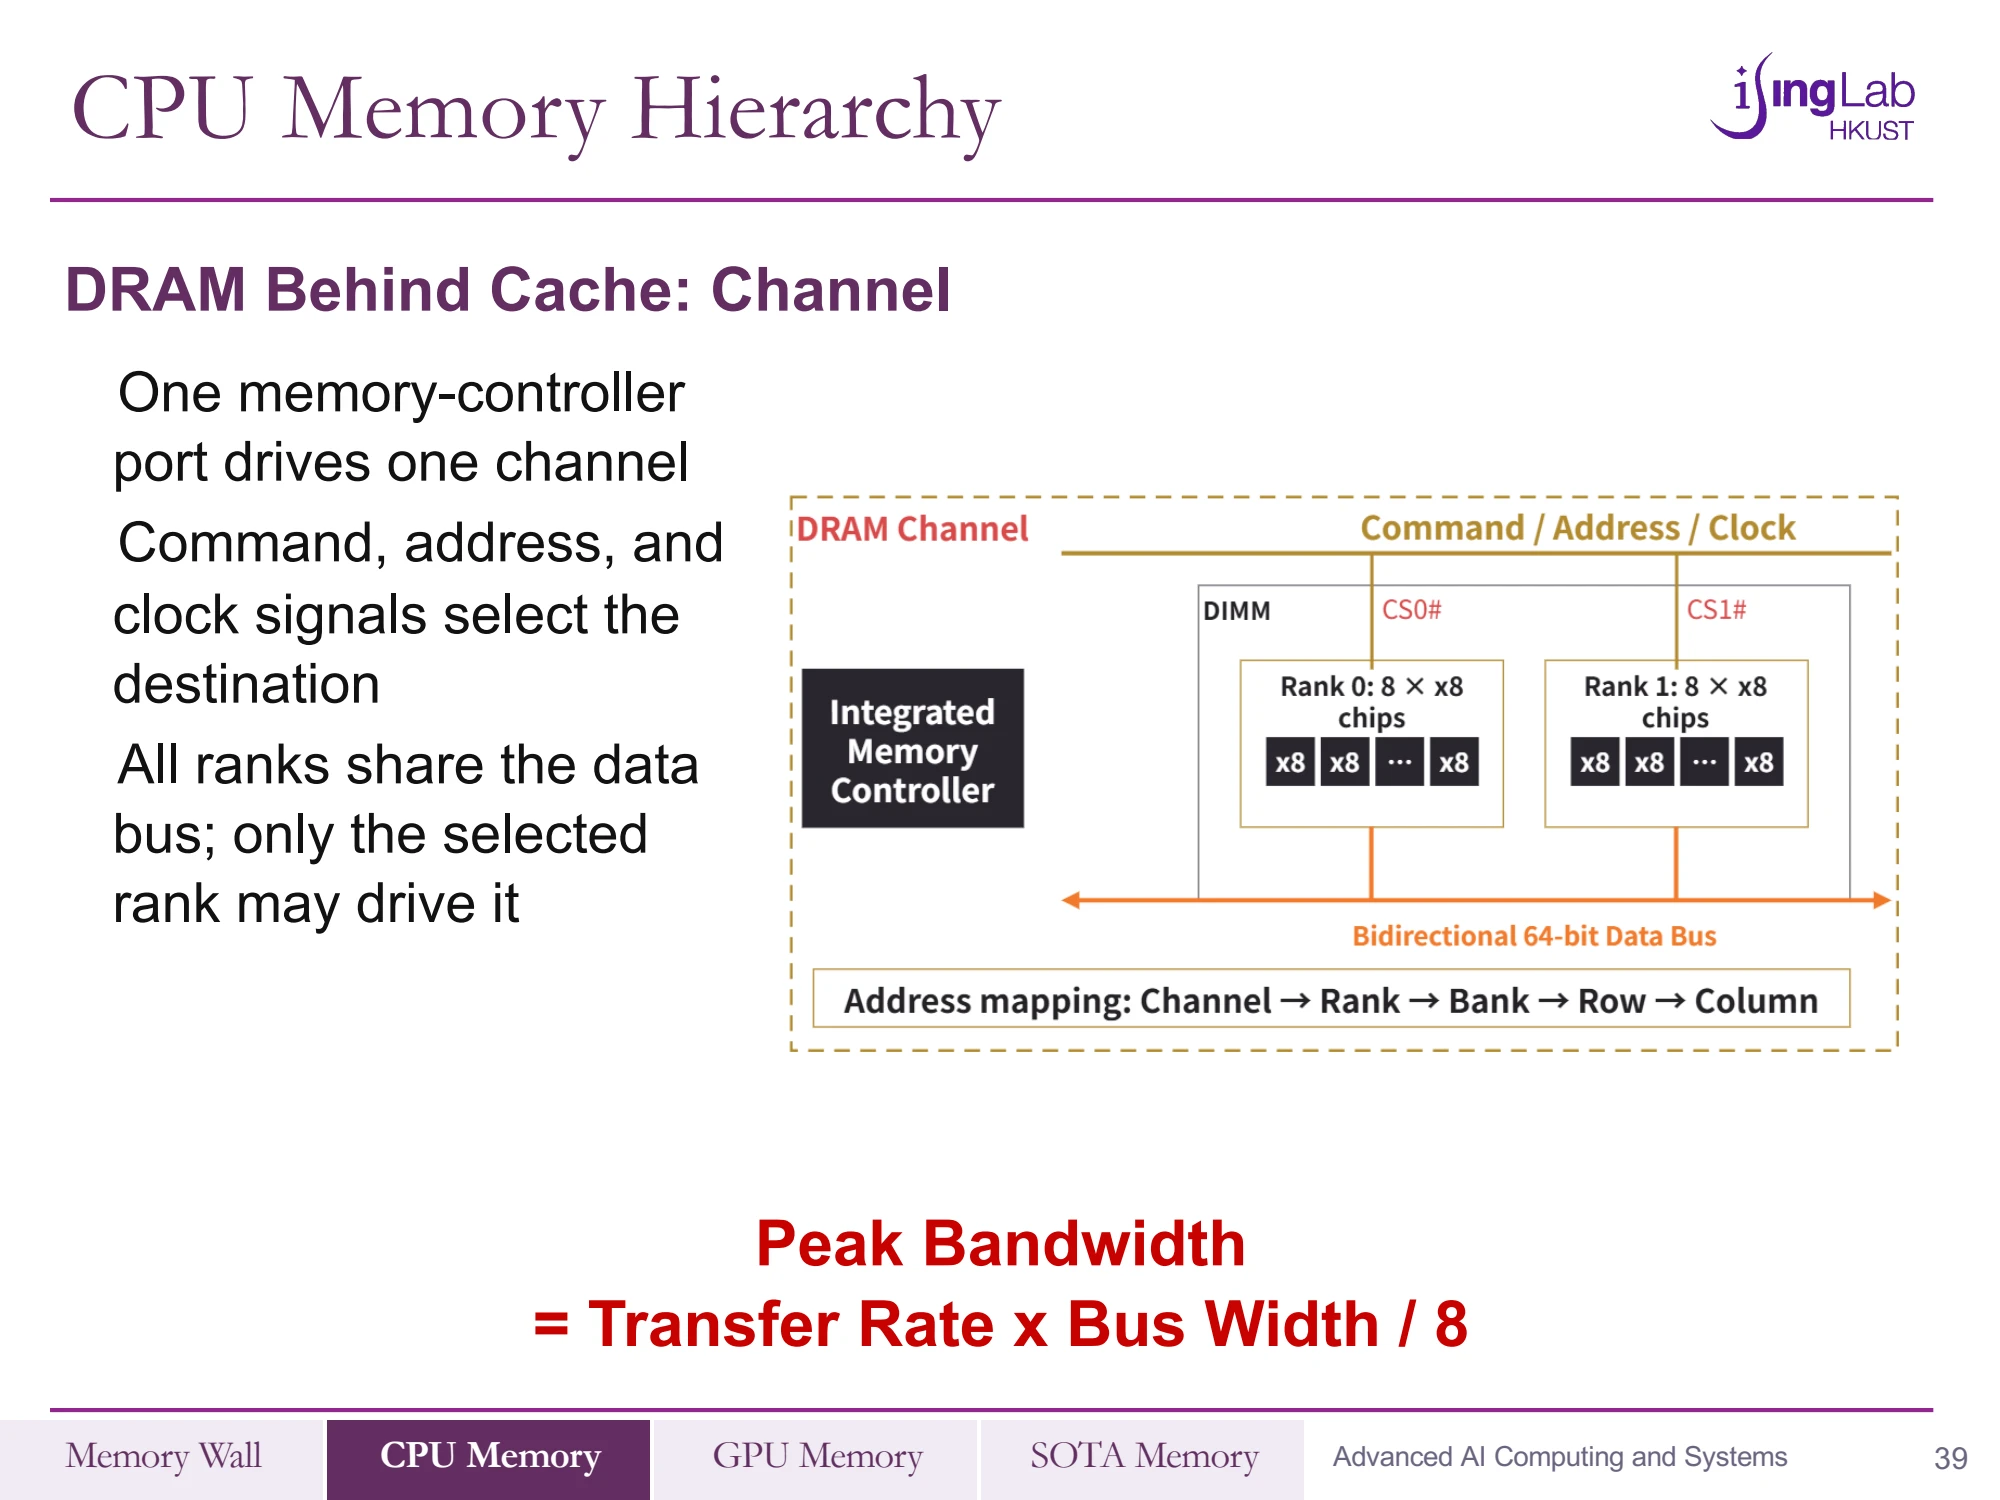 CPU Memory Hierarchy
iSingLab
HKUST
DRAM Behind Cache: Channel
One memory-controller
port drives one channel
Command, address, and
clock signals select the
destination
All ranks share the data
bus; only the selected
rank may drive it
DRAM Channel
Command / Address / Clock
DIMM
CS0#
CS1#
Integrated
Memory
Controller
Rank 0: 8 × x8
chips
x8 x8 ··· x8
Rank 1: 8 × x8
chips
x8 x8 ··· x8
Bidirectional 64-bit Data Bus
Address mapping: Channel → Rank → Bank → Row → Column
Peak Bandwidth
= Transfer Rate x Bus Width / 8
Memory Wall
CPU Memory
GPU Memory
SOTA Memory
Advanced AI Computing and Systems
39